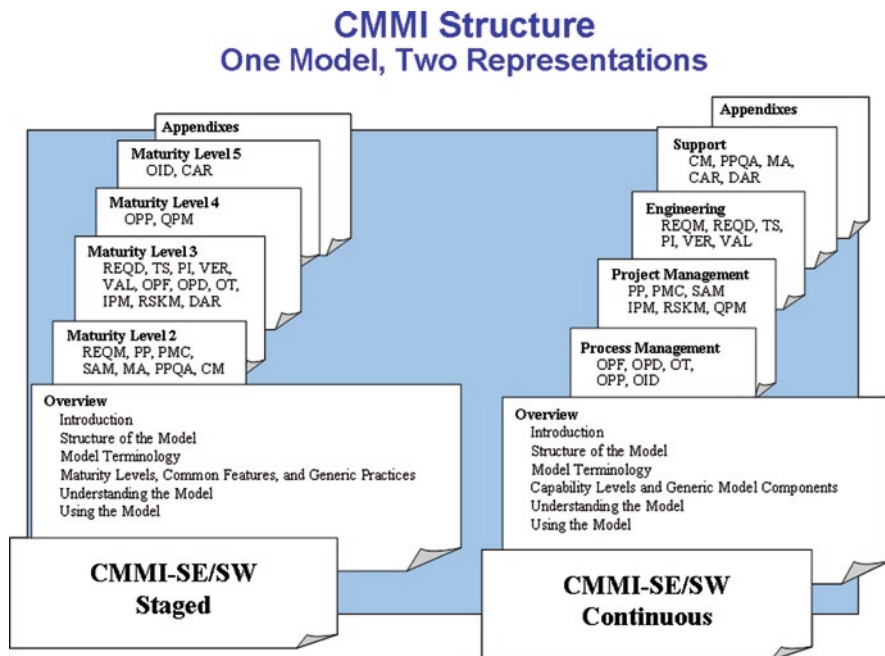 CMMI Structure
One Model, Two Representations
Appendixes
Maturity Level 5
OID, CAR
Maturity Level 4
OPP, QPM
Maturity Level 3
REQD, TS, PI, VER,
VAL, OPF, OPD, OT,
IPM, RSKM, DAR
Maturity Level 2
REQM, PP, PMC,
SAM, MA, PPQA, CM
Overview
Introduction
Structure of the Model
Model Terminology
Maturity Levels, Common Features, and Generic Practices
Understanding the Model
Using the Model
CMMI-SE/SW
Staged
Appendixes
Support
CM, PPQA, MA,
CAR, DAR
Engineering
REQM, REQD, TS,
PI, VER, VAL
Project Management
PP, PMC, SAM
IPM, RSKM, QPM
Process Management
OPF, OPD, OT,
OPP, OID
Overview
Introduction
Structure of the Model
Model Terminology
Capability Levels and Generic Model Components
Understanding the Model
Using the Model
CMMI-SE/SW
Continuous